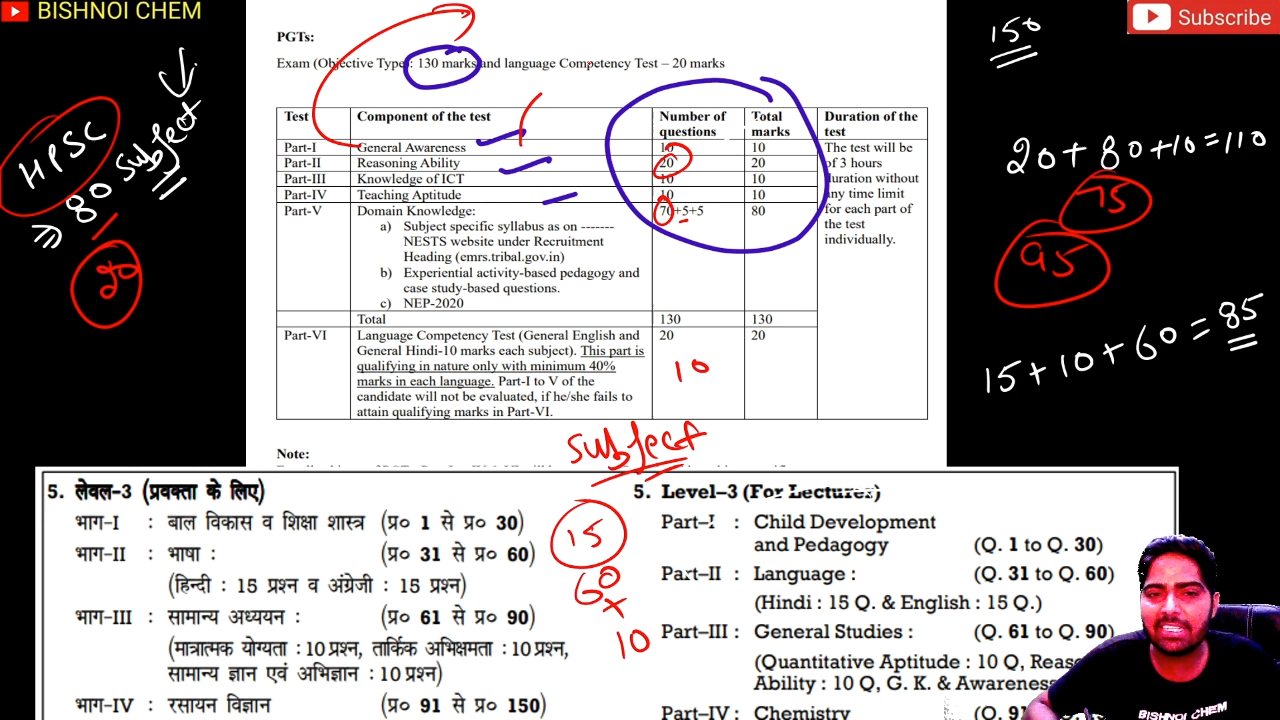 BISHNOI CHEM
Subscribe
HPSC
80 Subject
20
PGTs:
Exam (Objective Type): 130 marks and language Competency Test – 20 marks
Test Component of the test Number of questions Total marks Duration of the test
Part-I General Awareness 10 10 The test will be
Part-II Reasoning Ability 20 20 of 3 hours
Part-III Knowledge of ICT 10 10 duration without
Part-IV Teaching Aptitude 10 10 any time limit
Part-V Domain Knowledge: 70+5+5 80 for each part of
a) Subject specific syllabus as on ------- the test
NESTS website under Recruitment individually.
Heading (emrs.tribal.gov.in)
b) Experiential activity-based pedagogy and
case study-based questions.
c) NEP-2020
Total 130 130
Part-VI Language Competency Test (General English and 20 20
General Hindi-10 marks each subject). This part is
qualifying in nature only with minimum 40%
marks in each language. Part-I to V of the
candidate will not be evaluated, if he/she fails to
attain qualifying marks in Part-VI.
10
Note:
150
20+80+10=110
75
95
15+10+60=85
Subject
15
60
+
10
5. लेवल-3 (प्रवक्ता के लिए)
भाग-I : बाल विकास व शिक्षा शास्त्र (प्र० 1 से प्र० 30)
भाग-II : भाषा : (प्र० 31 से प्र० 60)
(हिन्दी : 15 प्रश्न व अंग्रेजी : 15 प्रश्न)
भाग-III : सामान्य अध्ययन : (प्र० 61 से प्र० 90)
(मात्रात्मक योग्यता : 10 प्रश्न, तार्किक अभिक्षमता : 10 प्रश्न,
सामान्य ज्ञान एवं अभिज्ञान : 10 प्रश्न)
भाग-IV : रसायन विज्ञान (प्र० 91 से प्र० 150)
5. Level–3 (For Lecturer)
Part–I : Child Development
and Pedagogy (Q. 1 to Q. 30)
Part–II : Language : (Q. 31 to Q. 60)
(Hindi : 15 Q. & English : 15 Q.)
Part–III : General Studies : (Q. 61 to Q. 90)
(Quantitative Aptitude : 10 Q,
Ability : 10 Q, G. K. & Awareness
Part–IV : Chemistry (Q. 91
BISHNOI CHEM